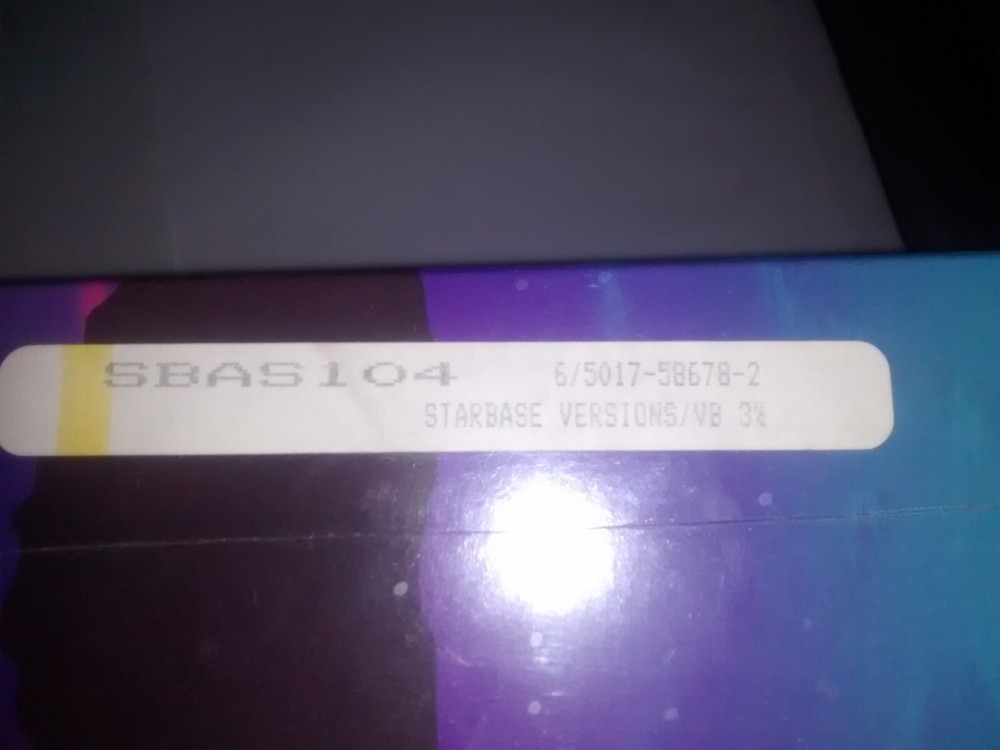 SBAS104 6/5017-58678-2
STARBASE VERSIONS/VB 3½